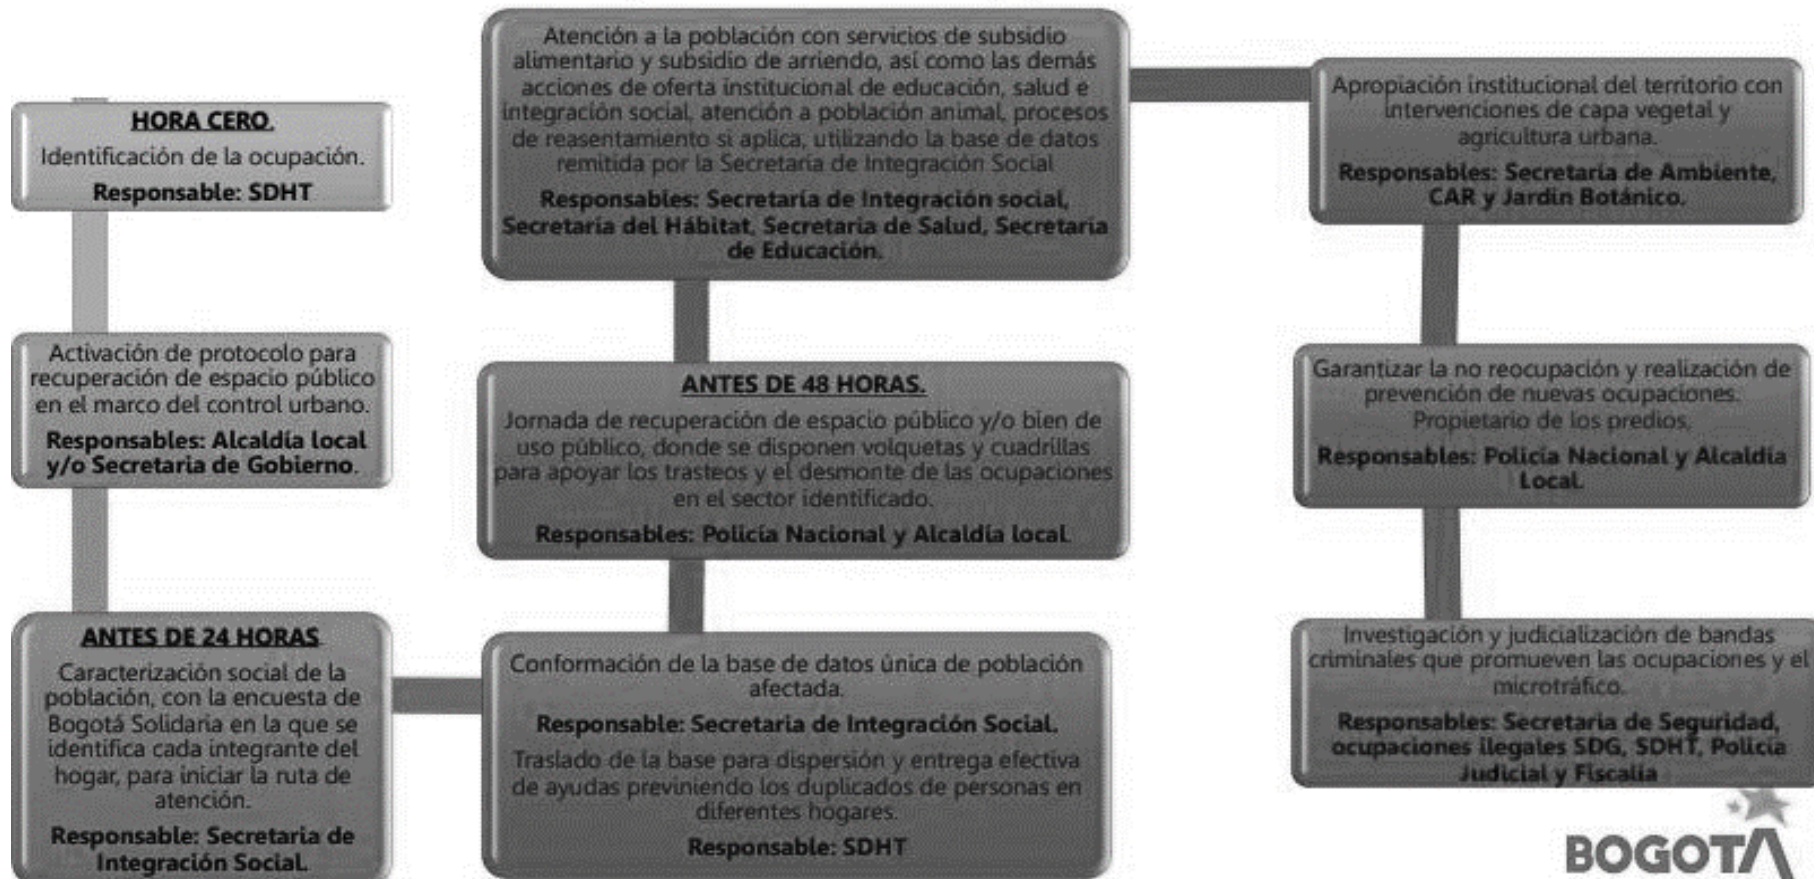 HORA CERO.
Identificación de la ocupación.
Responsable: SDHT
Activación de protocolo para
recuperación de espacio público
en el marco del control urbano.
Responsables: Alcaldía local
y/o Secretaria de Gobierno.
ANTES DE 24 HORAS
Caracterización social de la
población, con la encuesta de
Bogotá Solidaria en la que se
identifica cada integrante del
hogar, para iniciar la ruta de
atención.
Responsable: Secretaria de
Integración Social.
Conformación de la base de datos única de población
afectada.
Responsable: Secretaria de Integración Social.
Traslado de la base para dispersión y entrega efectiva
de ayudas previniendo los duplicados de personas en
diferentes hogares.
Responsable: SDHT
ANTES DE 48 HORAS.
Jornada de recuperación de espacio público y/o bien de
uso público, donde se disponen volquetas y cuadrillas
para apoyar los trasteos y el desmonte de las ocupaciones
en el sector identificado.
Responsables: Policía Nacional y Alcaldía local.
Atención a la población con servicios de subsidio
alimentario y subsidio de arriendo, así como las demás
acciones de oferta institucional de educación, salud e
integración social, atención a población animal, procesos
de reasentamiento si aplica, utilizando la base de datos
remitida por la Secretaría de Integración Social
Responsables: Secretaría de Integración social,
Secretaría del Hábitat, Secretaria de Salud, Secretaria
de Educación.
Apropiación institucional del territorio con
intervenciones de capa vegetal y
agricultura urbana.
Responsables: Secretaría de Ambiente,
CAR y Jardín Botánico.
Garantizar la no reocupación y realización de
prevención de nuevas ocupaciones.
Propietario de los predios.
Responsables: Policía Nacional y Alcaldía
Local.
Investigación y judicialización de bandas
criminales que promueven las ocupaciones y el
microtráfico.
Responsables: Secretaria de Seguridad,
ocupaciones ilegales SDG, SDHT, Policía
Judicial y Fiscalía
BOGOTÁ